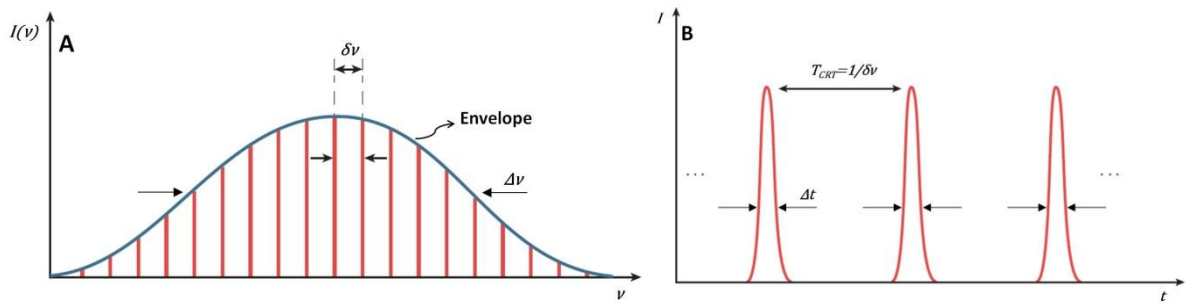 I(ν)
A
δν
Envelope
Δν
ν
I
B
T_CRT=1/δν
...
...
Δt
t